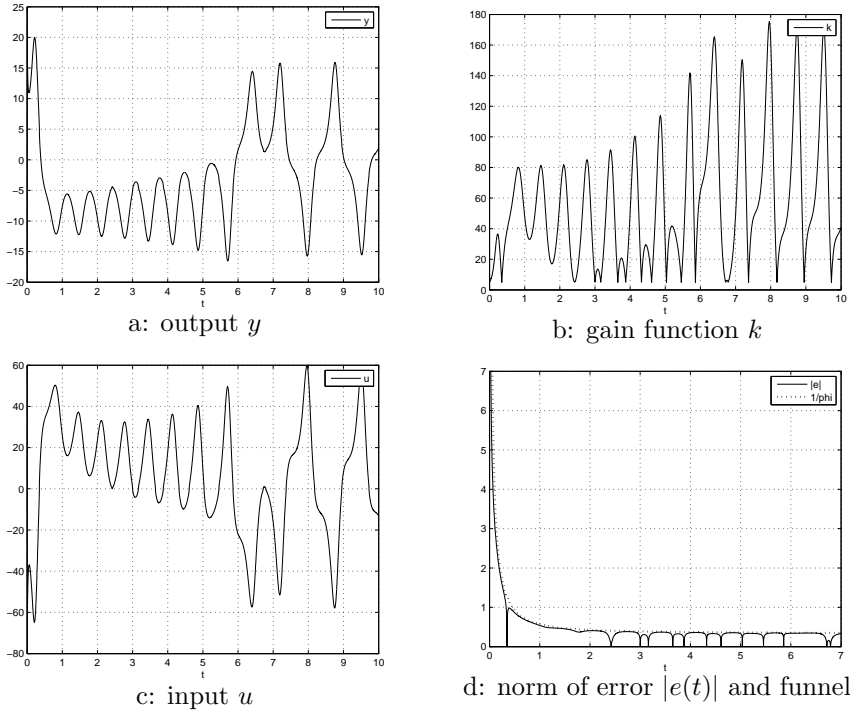 25
20
15
10
5
0
−5
−10
−15
−20
0 1 2 3 4 5 6 7 8 9 10
t
y
a: output y
180
160
140
120
100
80
60
40
20
0
0 1 2 3 4 5 6 7 8 9 10
t
k
b: gain function k
60
40
20
0
−20
−40
−60
−80
0 1 2 3 4 5 6 7 8 9 10
t
u
c: input u
7
6
5
4
3
2
1
0
0 1 2 3 4 5 6 7
t
|e|
1/phi
d: norm of error |e(t)| and funnel